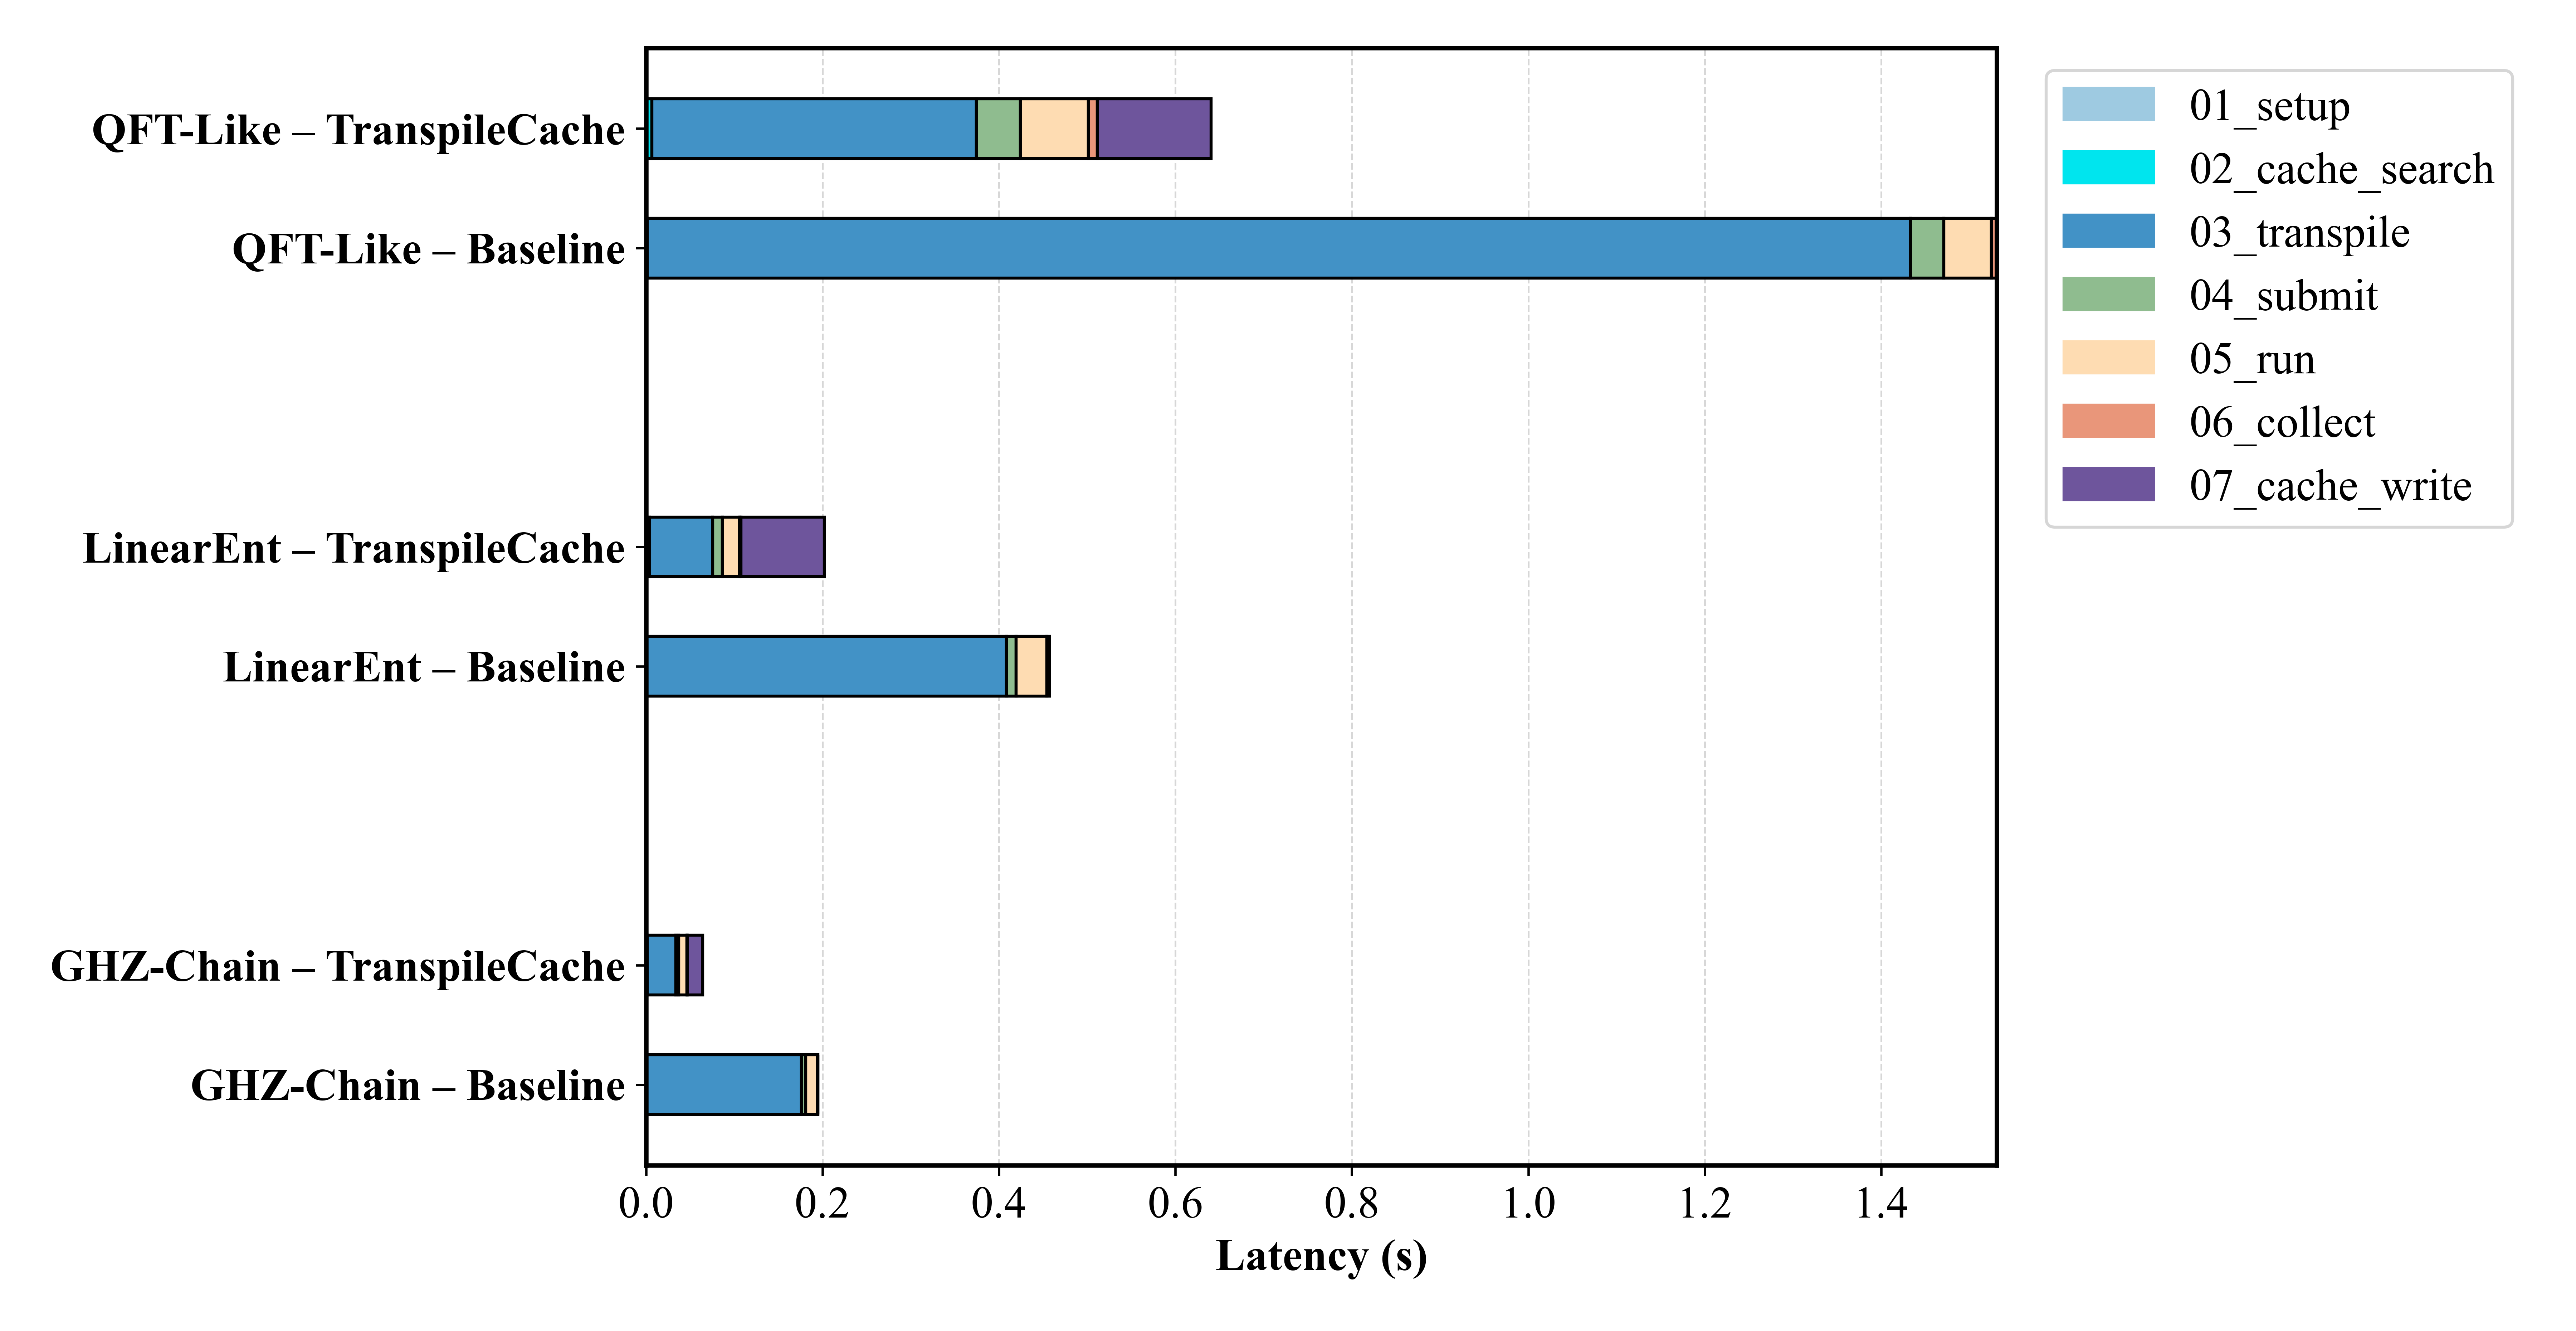 QFT-Like – TranspileCache
QFT-Like – Baseline
LinearEnt – TranspileCache
LinearEnt – Baseline
GHZ-Chain – TranspileCache
GHZ-Chain – Baseline
0.0 0.2 0.4 0.6 0.8 1.0 1.2 1.4
Latency (s)
01_setup
02_cache_search
03_transpile
04_submit
05_run
06_collect
07_cache_write